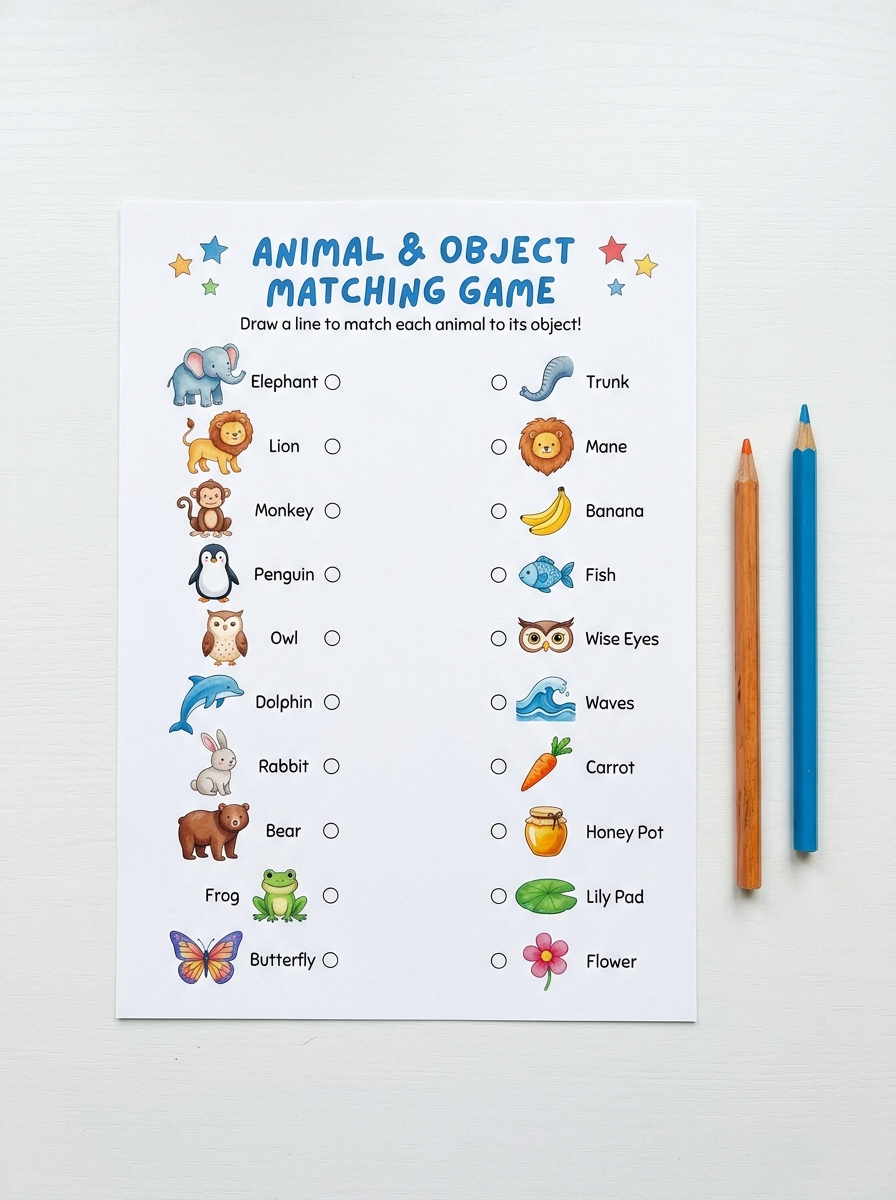 ANIMAL & OBJECT
MATCHING GAME
Draw a line to match each animal to its object!
Elephant Trunk
Lion Mane
Monkey Banana
Penguin Fish
Owl Wise Eyes
Dolphin Waves
Rabbit Carrot
Bear Honey Pot
Frog Lily Pad
Butterfly Flower